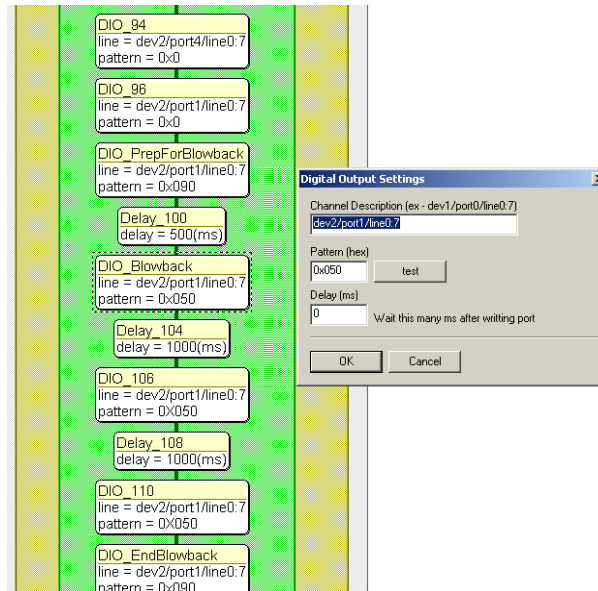 DIO_94
line = dev2/port4/line0:7
pattern = 0x0
DIO_96
line = dev2/port1/line0:7
pattern = 0x0
DIO_PrepForBlowback
line = dev2/port1/line0:7
pattern = 0x090
Delay_100
delay = 500(ms)
DIO_Blowback
line = dev2/port1/line0:7
pattern = 0x050
Delay_104
delay = 1000(ms)
DIO_106
line = dev2/port1/line0:7
pattern = 0X050
Delay_108
delay = 1000(ms)
DIO_110
line = dev2/port1/line0:7
pattern = 0X050
DIO_EndBlowback
line = dev2/port1/line0:7
pattern = 0x090
Digital Output Settings
Channel Description (ex - dev1/port0/line0:7)
dev2/port1/line0:7
Pattern (hex)
0x050
test
Delay (ms)
0
Wait this many ms after writting port
OK
Cancel